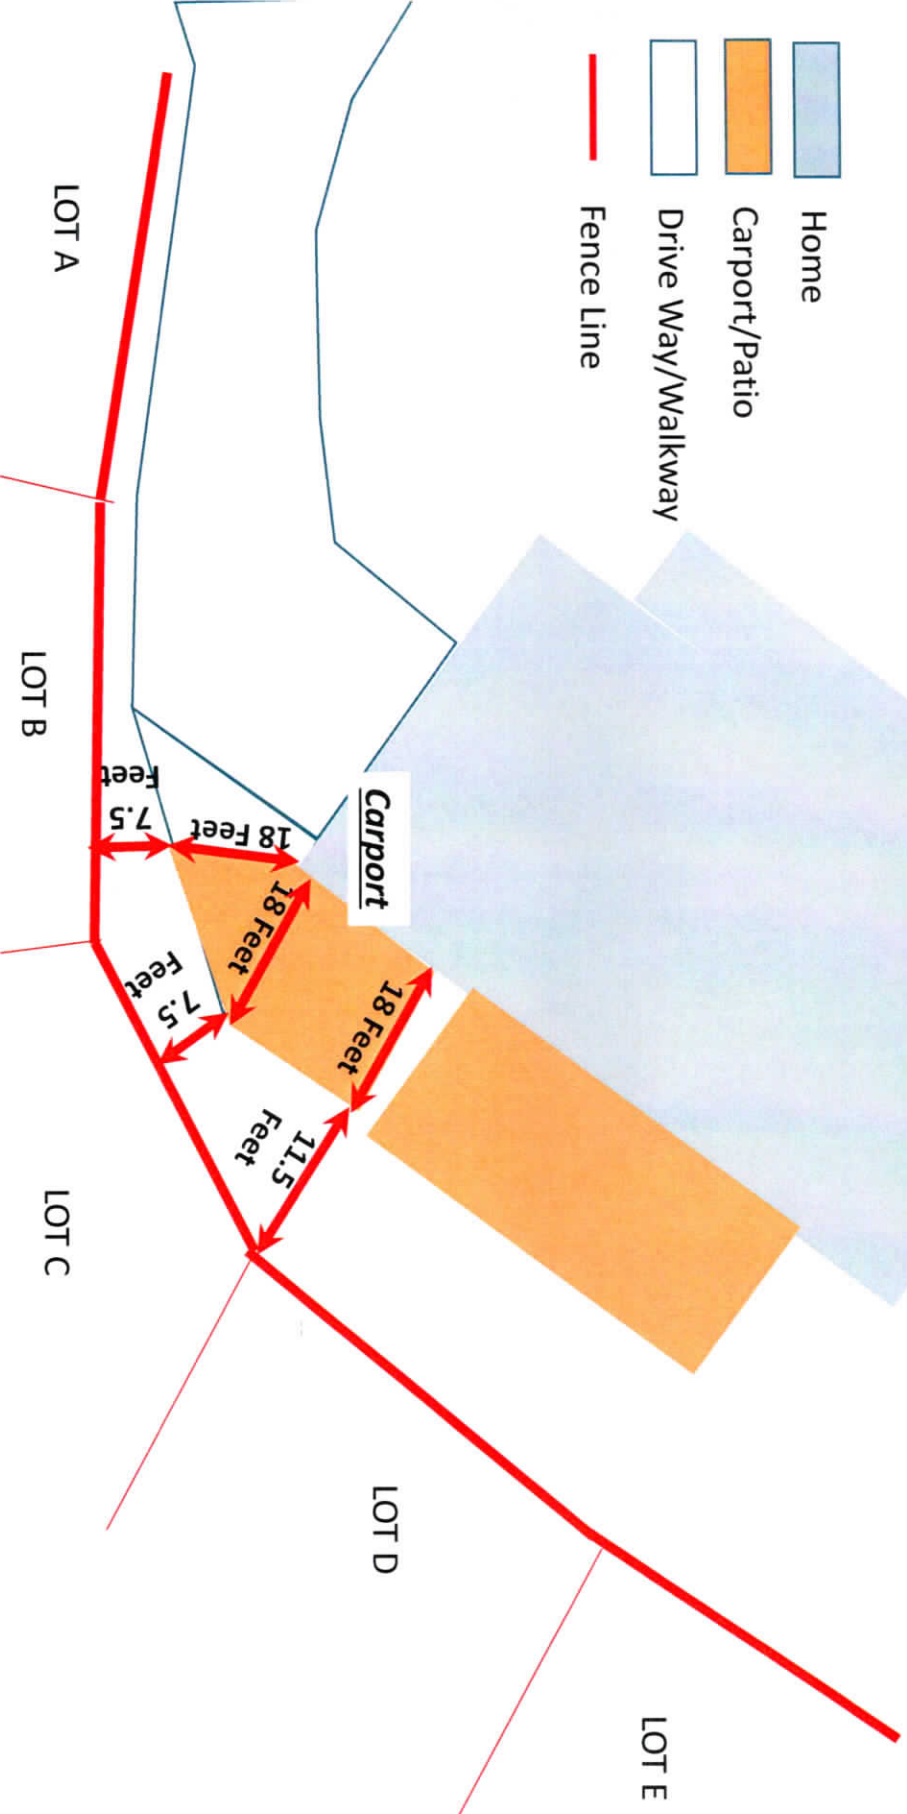 Home
Carport/Patio
Drive Way/Walkway
Fence Line
Carport
18 Feet
18 Feet
18 Feet
7.5
Feet
7.5
Feet
11.5
Feet
LOT A
LOT B
LOT C
LOT D
LOT E